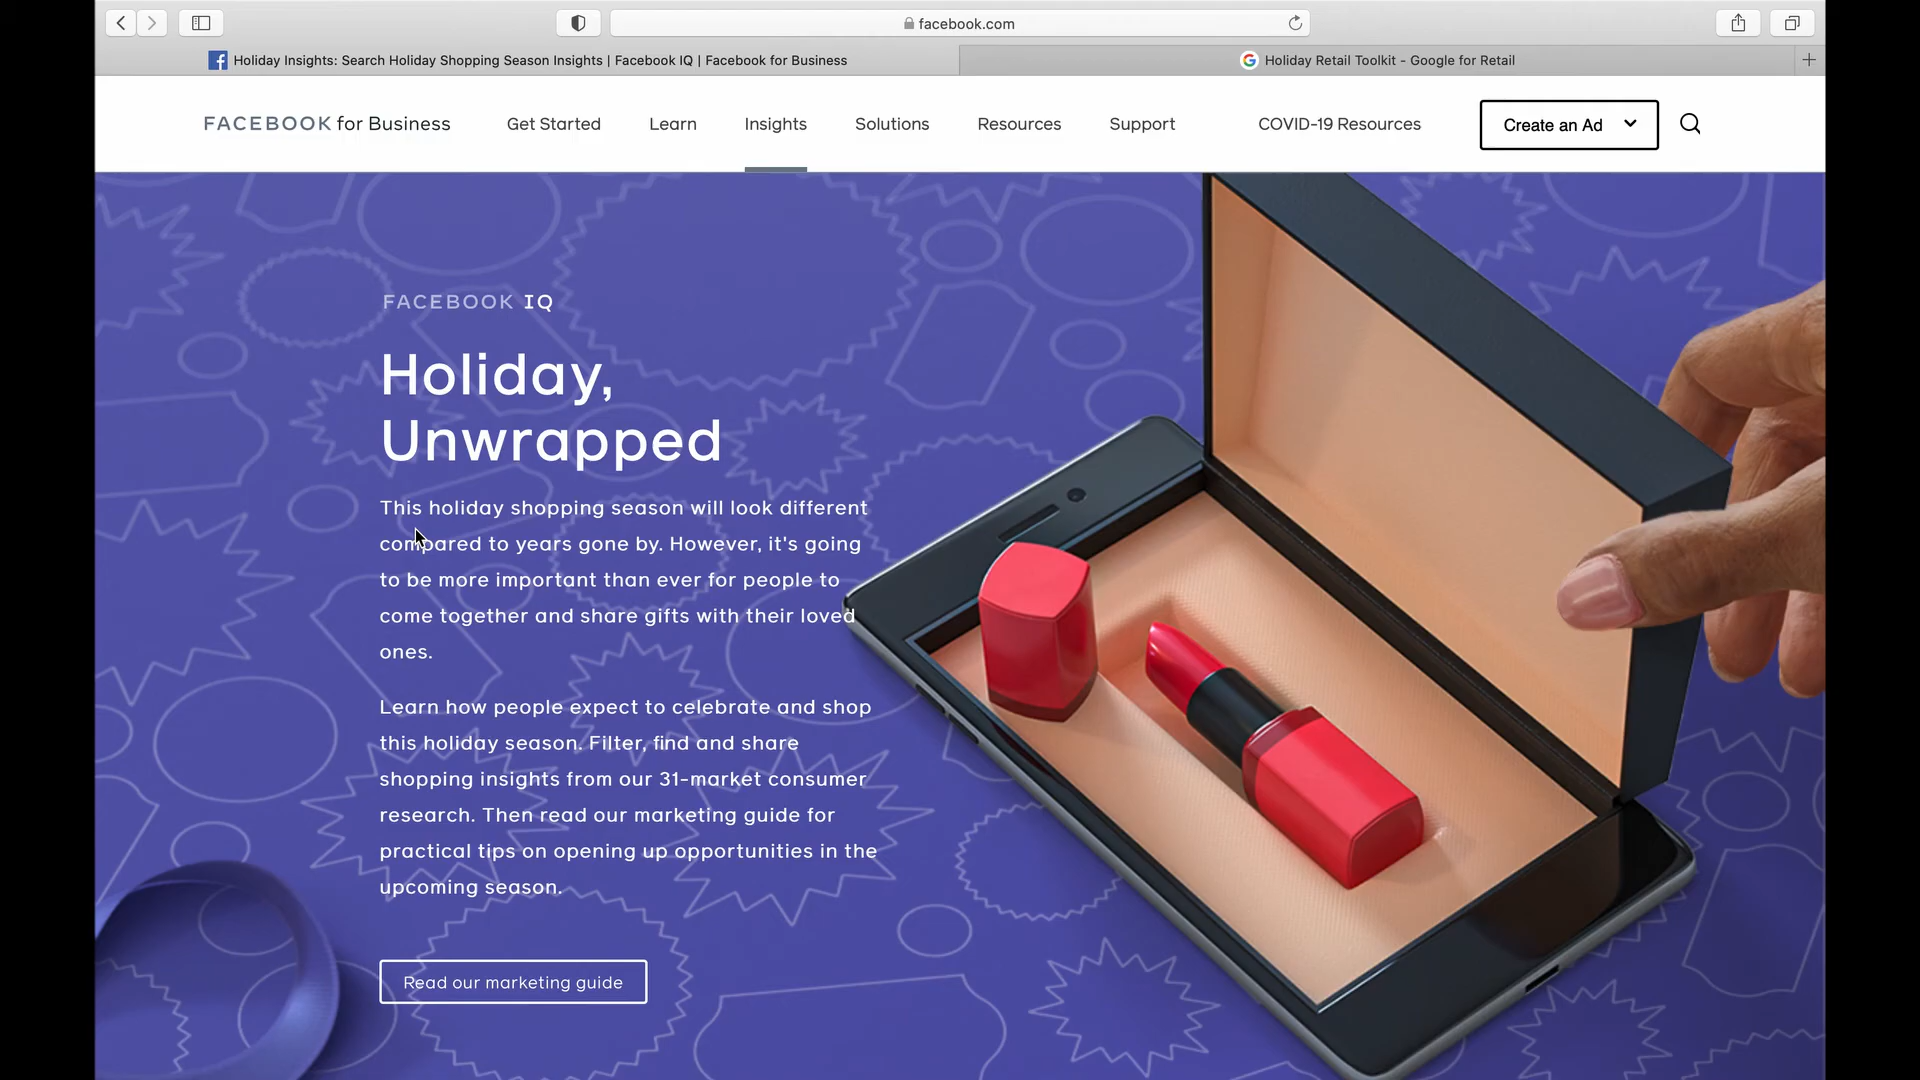 facebook.com
Holiday Insights: Search Holiday Shopping Season Insights | Facebook IQ | Facebook for Business
Holiday Retail Toolkit - Google for Retail
FACEBOOK for Business
Get Started
Learn
Insights
Solutions
Resources
Support
COVID-19 Resources
Create an Ad
FACEBOOK IQ
Holiday,
Unwrapped
This holiday shopping season will look different
compared to years gone by. However, it's going
to be more important than ever for people to
come together and share gifts with their loved
ones.
Learn how people expect to celebrate and shop
this holiday season. Filter, find and share
shopping insights from our 31-market consumer
research. Then read our marketing guide for
practical tips on opening up opportunities in the
upcoming season.
Read our marketing guide